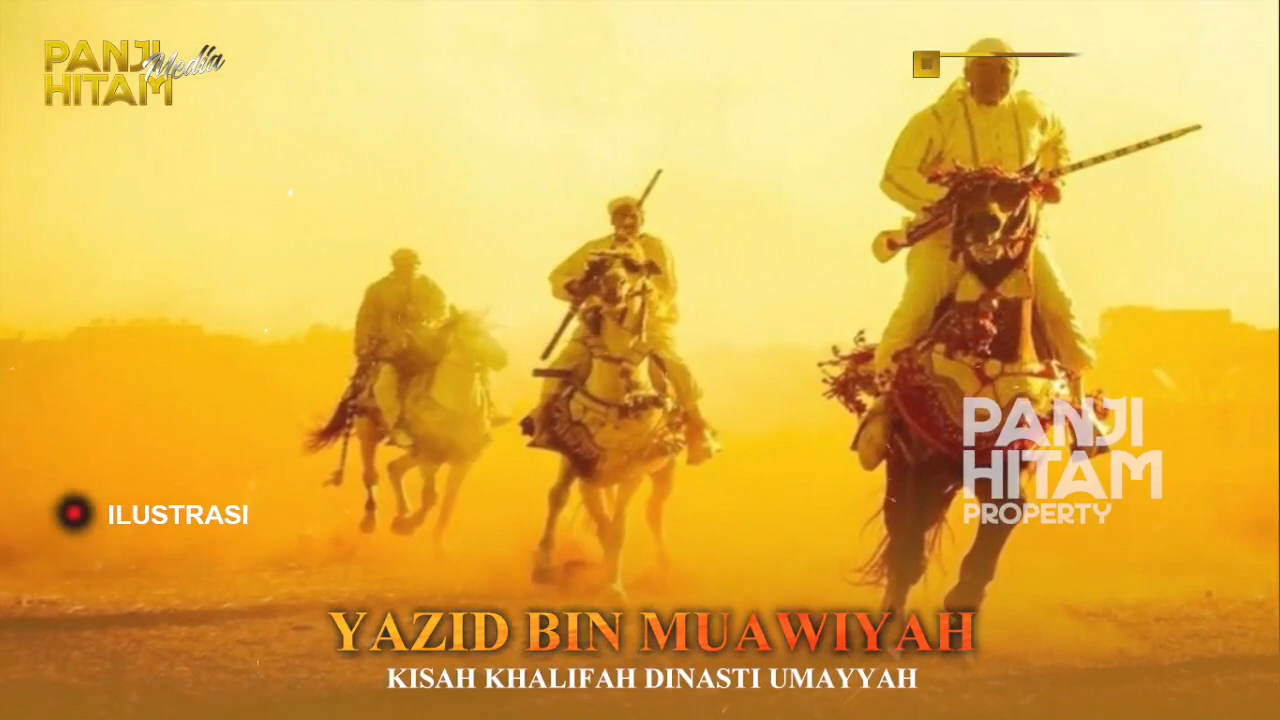 PANJI
HITAM
Media
PANJI
HITAM
PROPERTY
ILUSTRASI
YAZID BIN MUAWIYAH
KISAH KHALIFAH DINASTI UMAYYAH